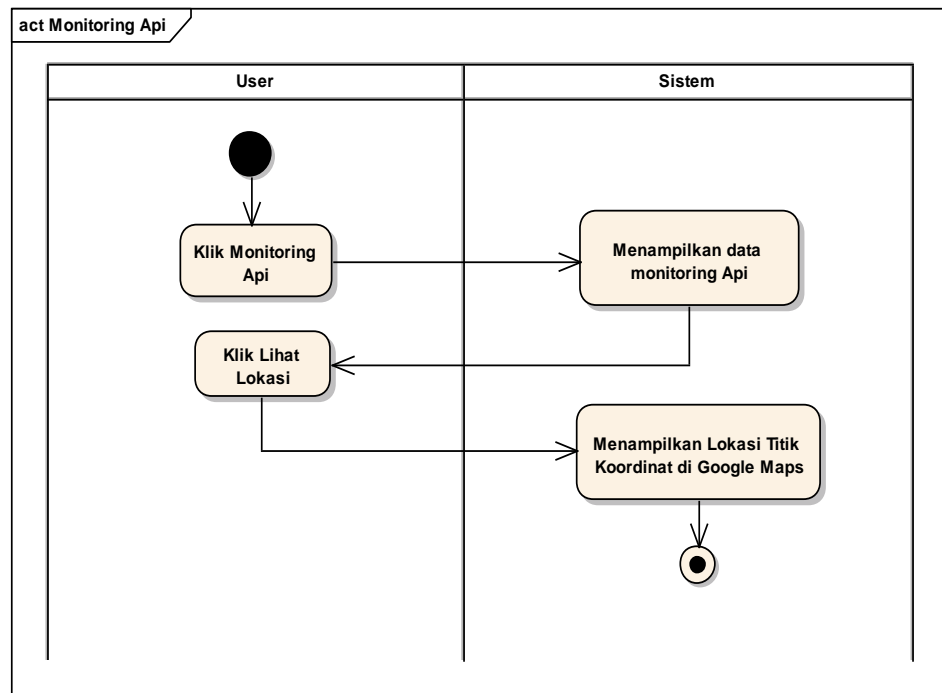 act Monitoring Api
User
Sistem
Klik Monitoring
Api
Menampilkan data
monitoring Api
Klik Lihat
Lokasi
Menampilkan Lokasi Titik
Koordinat di Google Maps